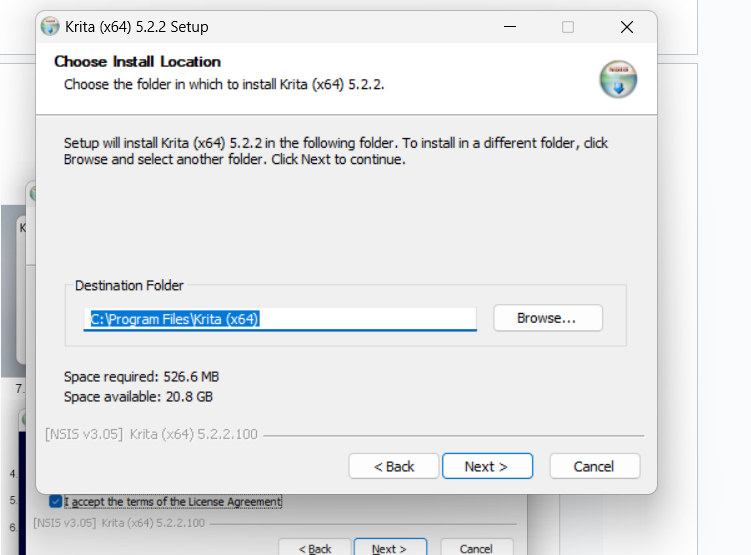 Krita (x64) 5.2.2 Setup
Choose Install Location
Choose the folder in which to install Krita (x64) 5.2.2.
Setup will install Krita (x64) 5.2.2 in the following folder. To install in a different folder, click
Browse and select another folder. Click Next to continue.
K
Destination Folder
C:\Program Files\Krita (x64)
Browse...
Space required: 526.6 MB
7.
Space available: 20.8 GB
[NSIS v3.05] Krita (x64) 5.2.2.100
< Back
Next >
Cancel
4.
5.
I accept the terms of the License Agreement
6.
[NSIS v3.05] Krita (x64) 5.2.2.100
< Back
Next >
Cancel